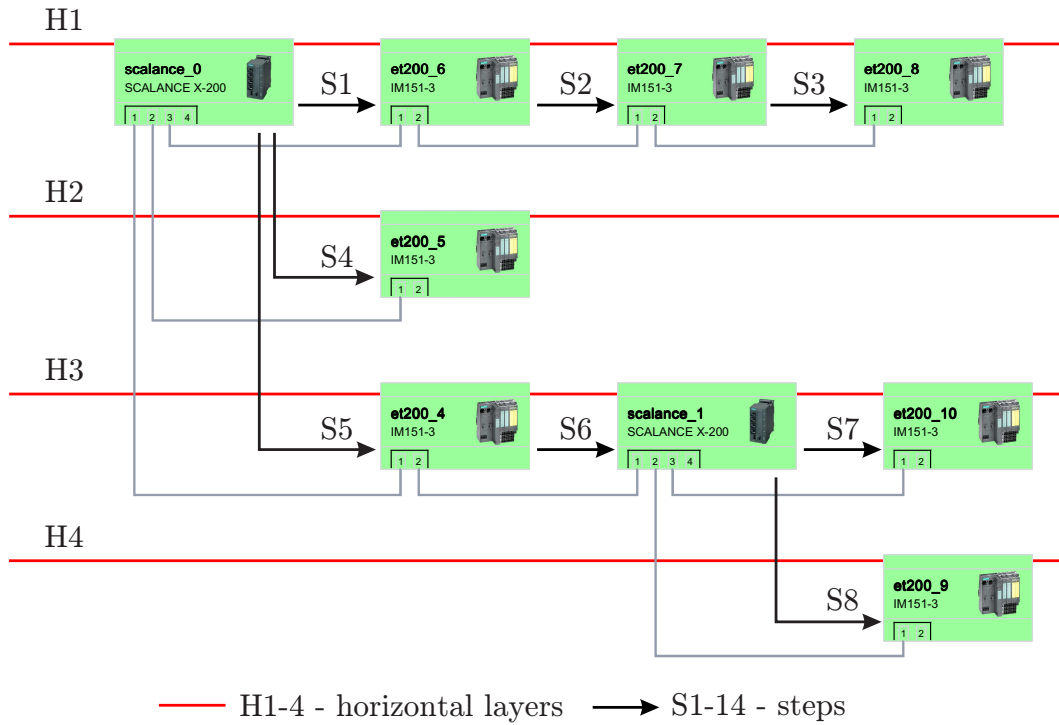 H1
scalance_0
SCALANCE X-200
1 2 3 4
S1
et200_6
IM151-3
1 2
S2
et200_7
IM151-3
1 2
S3
et200_8
IM151-3
1 2
H2
S4
et200_5
IM151-3
1 2
H3
S5
et200_4
IM151-3
1 2
S6
scalance_1
SCALANCE X-200
1 2 3 4
S7
et200_10
IM151-3
1 2
H4
S8
et200_9
IM151-3
1 2
H1-4 - horizontal layers
S1-14 - steps